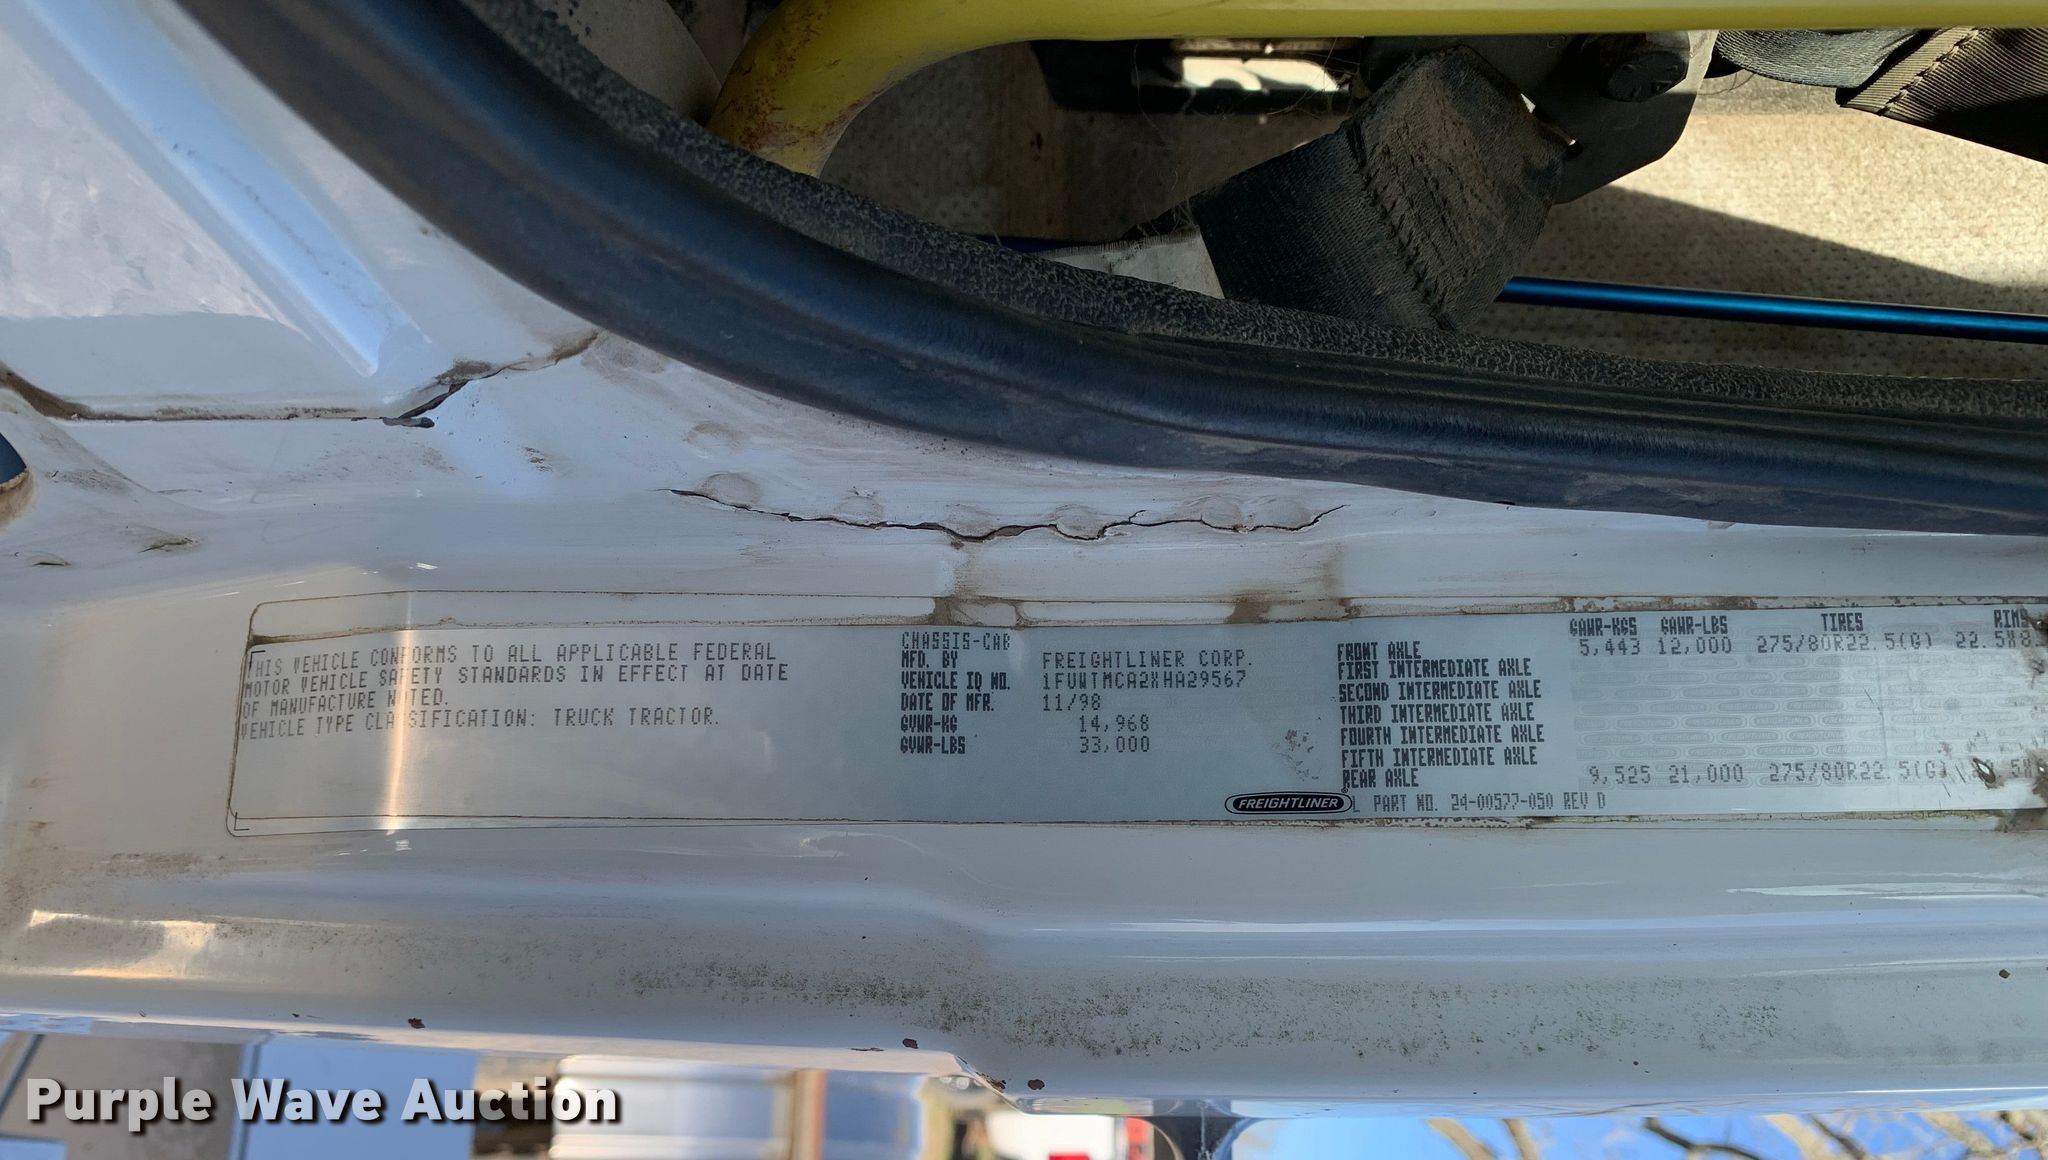 THIS VEHICLE CONFORMS TO ALL APPLICABLE FEDERAL
MOTOR VEHICLE SAFETY STANDARDS IN EFFECT AT DATE
OF MANUFACTURE NOTED.
VEHICLE TYPE CLASSIFICATION: TRUCK TRACTOR.
CHASSIS-CAB
MFD. BY FREIGHTLINER CORP.
VEHICLE ID NO. 1FUWTMCA2XHA29567
DATE OF MFR. 11/98
GVWR-KG 14,968
GVWR-LBS 33,000
FREIGHTLINER
GAWR-KGS GAWR-LBS TIRES RIMS
FRONT AXLE 5,443 12,000 275/80R22.5(G) 22.5X8.
FIRST INTERMEDIATE AXLE
SECOND INTERMEDIATE AXLE
THIRD INTERMEDIATE AXLE
FOURTH INTERMEDIATE AXLE
FIFTH INTERMEDIATE AXLE
REAR AXLE 9,525 21,000 275/80R22.5(G)
PART NO. 24-00577-050 REV D
Purple Wave Auction